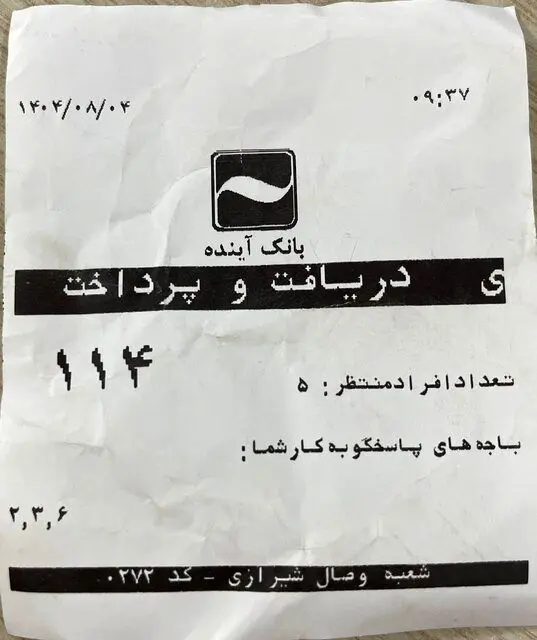 ۱۴۰۴/۰۸/۰۴
۰۹:۳۷
بانک آینده
ی دریافت و پرداخت
۱۱۴
تعداد افراد منتظر: ۵
باجه های پاسخگو به کار شما:
۲,۳,۶
شعبه وصال شیرازی - کد ۰۲۷۲